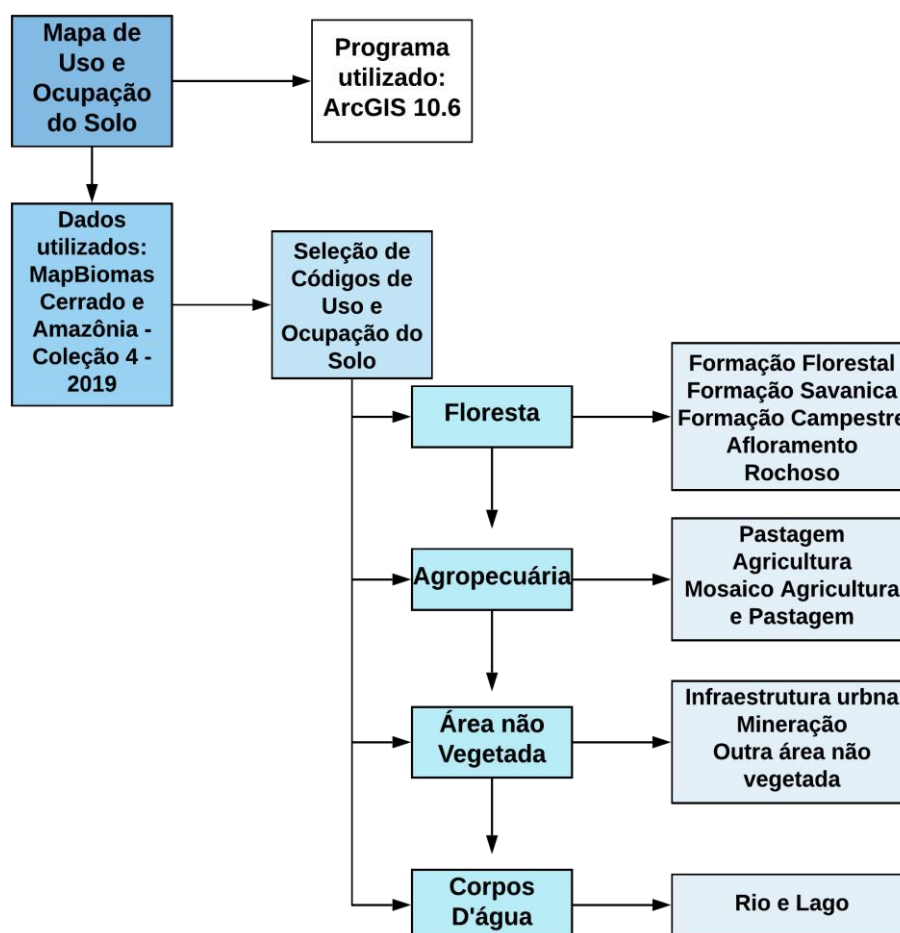 Mapa de
Uso e
Ocupação
do Solo
Programa
utilizado:
ArcGIS 10.6
Dados
utilizados:
MapBiomas
Cerrado e
Amazônia -
Coleção 4 -
2019
Seleção de
Códigos de
Uso e
Ocupação do
Solo
Floresta
Formação Florestal
Formação Savanica
Formação Campestre
Afloramento
Rochoso
Agropecuária
Pastagem
Agricultura
Mosaico Agricultura
e Pastagem
Área não
Vegetada
Infraestrutura urbna
Mineração
Outra área não
vegetada
Corpos
D'água
Rio e Lago